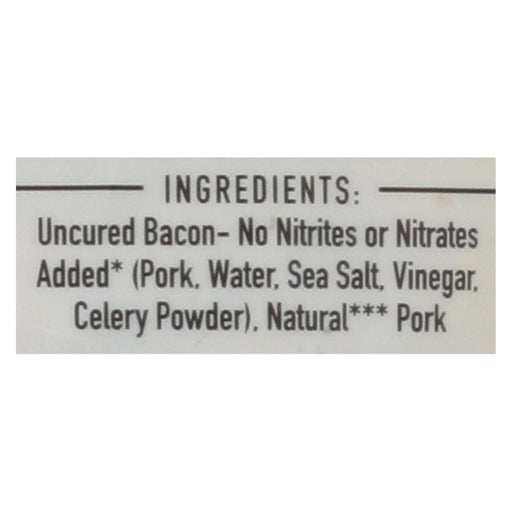 INGREDIENTS:
Uncured Bacon- No Nitrites or Nitrates
Added* (Pork, Water, Sea Salt, Vinegar,
Celery Powder), Natural*** Pork